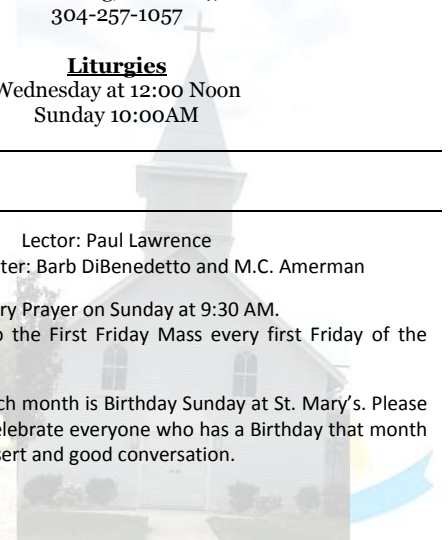 304-257-1057
Liturgies
Wednesday at 12:00 Noon
Sunday 10:00AM
Lector: Paul Lawrence
ter: Barb DiBenedetto and M.C. Amerman
ry Prayer on Sunday at 9:30 AM.
the First Friday Mass every first Friday of the
month is Birthday Sunday at St. Mary’s. Please
elebrate everyone who has a Birthday that month
sert and good conversation.